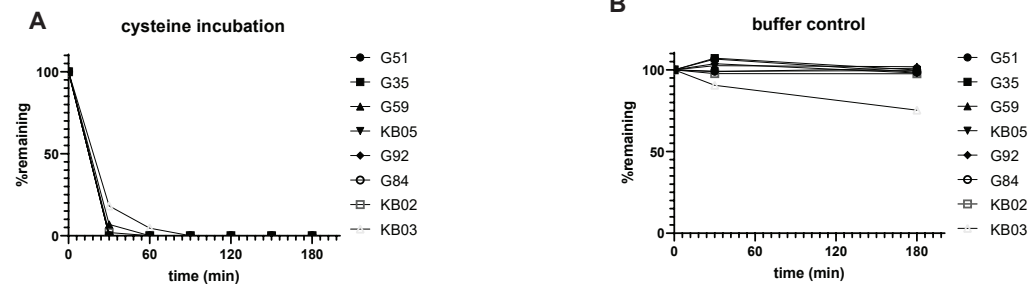 A
cysteine incubation
100
50
0
%remaining
0 60 120 180
time (min)
G51
G35
G59
KB05
G92
G84
KB02
KB03
B
buffer control
100
50
0
%remaining
0 60 120 180
time (min)
G51
G35
G59
KB05
G92
G84
KB02
KB03